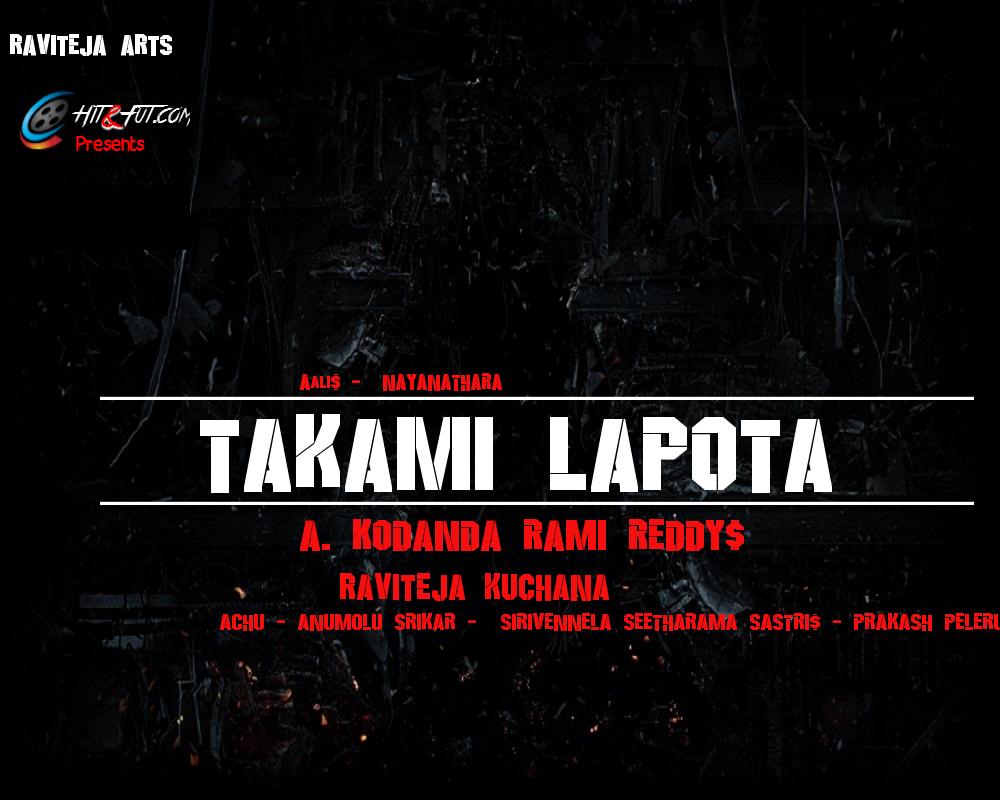 RAVITEJA ARTS
HIT&FUT.COM
Presents
AALI$ - NAYANATHARA
TAKAMI LAPOTA
A. KODANDA RAMI REDDY$
RAVITEJA KUCHANA
ACHU - ANUMOLU SRIKAR - SIRIVENNELA SEETHARAMA SASTRI$ - PRAKASH PELERU